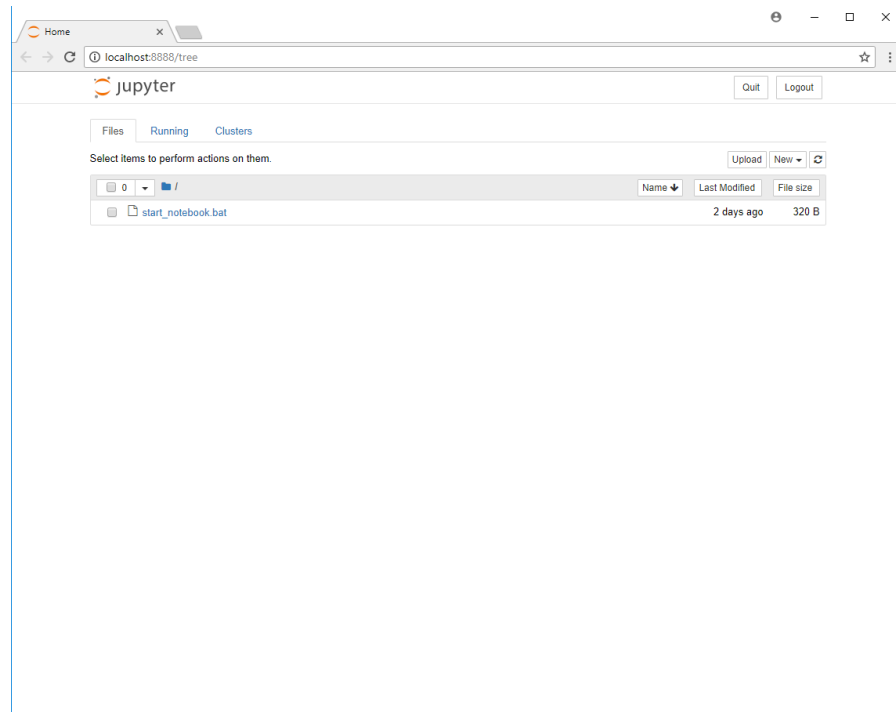 Home
localhost:8888/tree
jupyter
Quit Logout
Files Running Clusters
Select items to perform actions on them.
Upload New
0 / Name Last Modified File size
start_notebook.bat 2 days ago 320 B